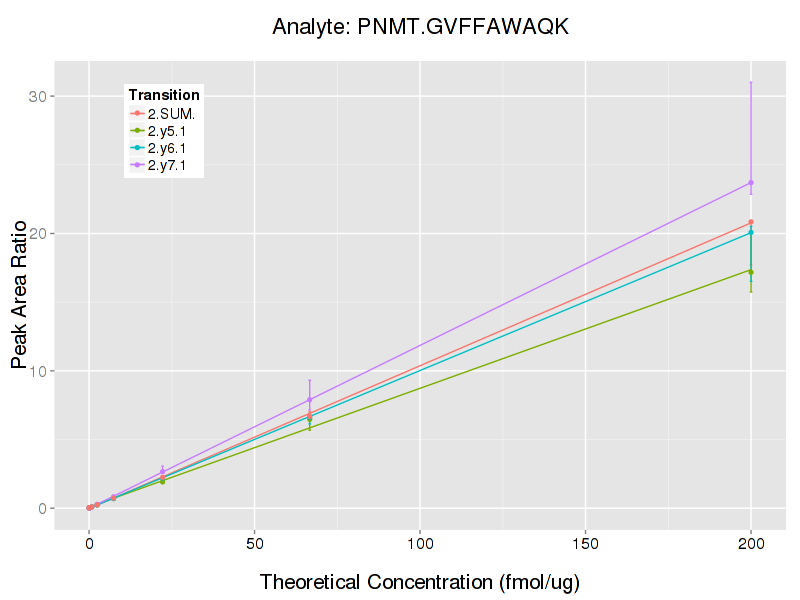 Analyte: PNMT.GVFFAWAQK
Transition
2.SUM.
2.y5.1
2.y6.1
2.y7.1
Peak Area Ratio
30
20
10
0
0 50 100 150 200
Theoretical Concentration (fmol/ug)